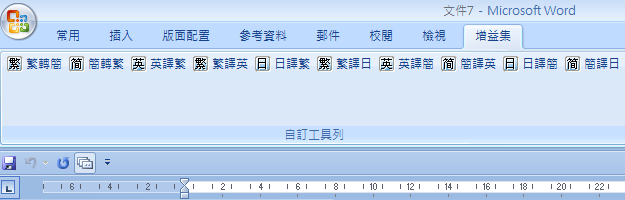 文件7 - Microsoft Word
常用 插入 版面配置 參考資料 郵件 校閱 檢視 增益集
繁 繁轉簡 简 簡轉繁 英 英譯繁 繁 繁譯英 日 日譯繁 繁 繁譯日 英 英譯簡 简 簡譯英 日 日譯簡 简 簡譯日
自訂工具列
L 6 4 2 2 4 6 8 10 12 14 16 18 20 22